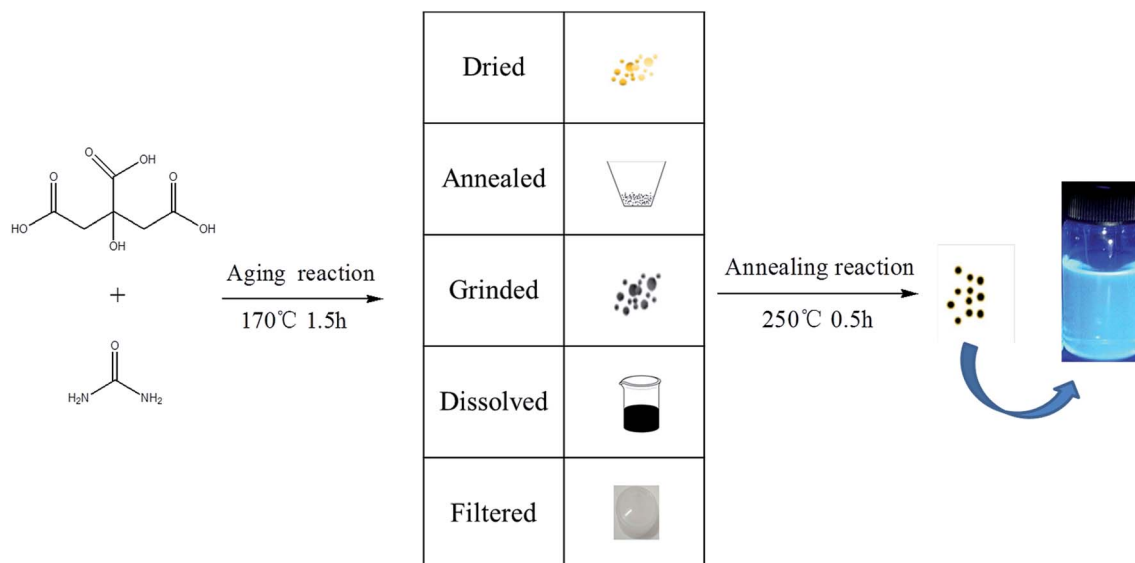 O
OH
O
O
HO
OH
OH
+
O
H₂N
NH₂
Aging reaction
170℃ 1.5h
Dried
Annealed
Grinded
Dissolved
Filtered
Annealing reaction
250℃ 0.5h